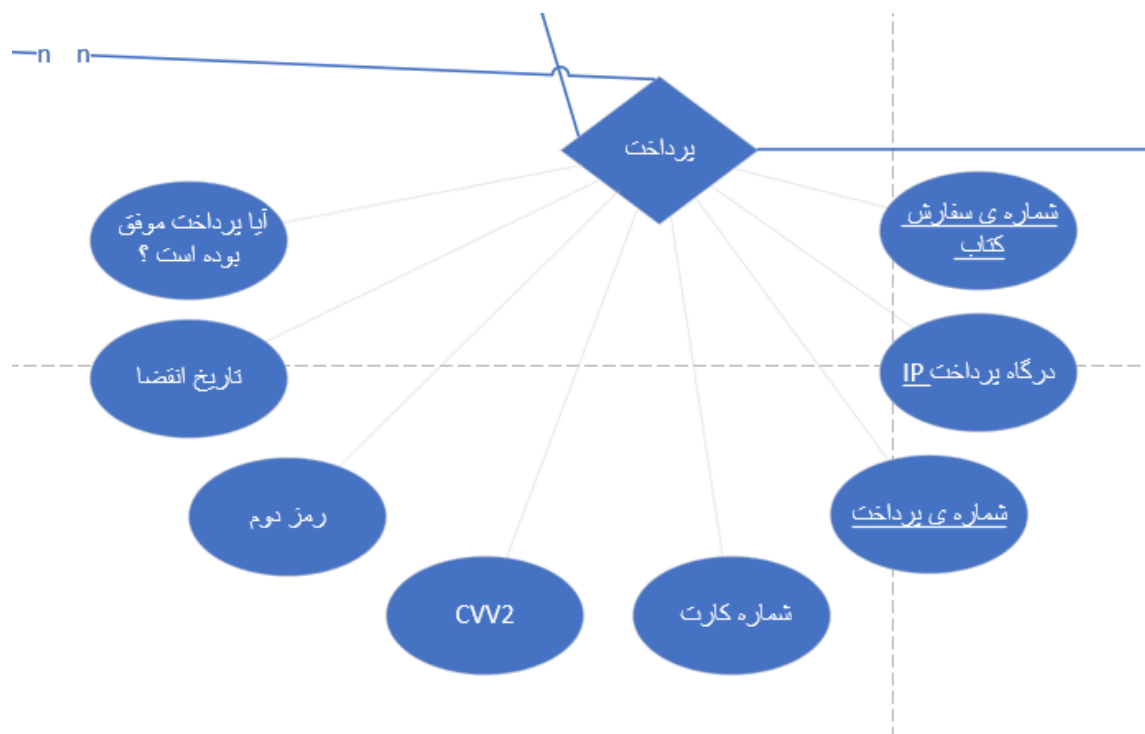 n n
پرداخت
شماره ی سفارش
کتاب
آیا پرداخت موفق
بوده است ؟
درگاه پرداخت IP
تاریخ انقضا
شماره ی پرداخت
رمز دوم
شماره کارت
CVV2